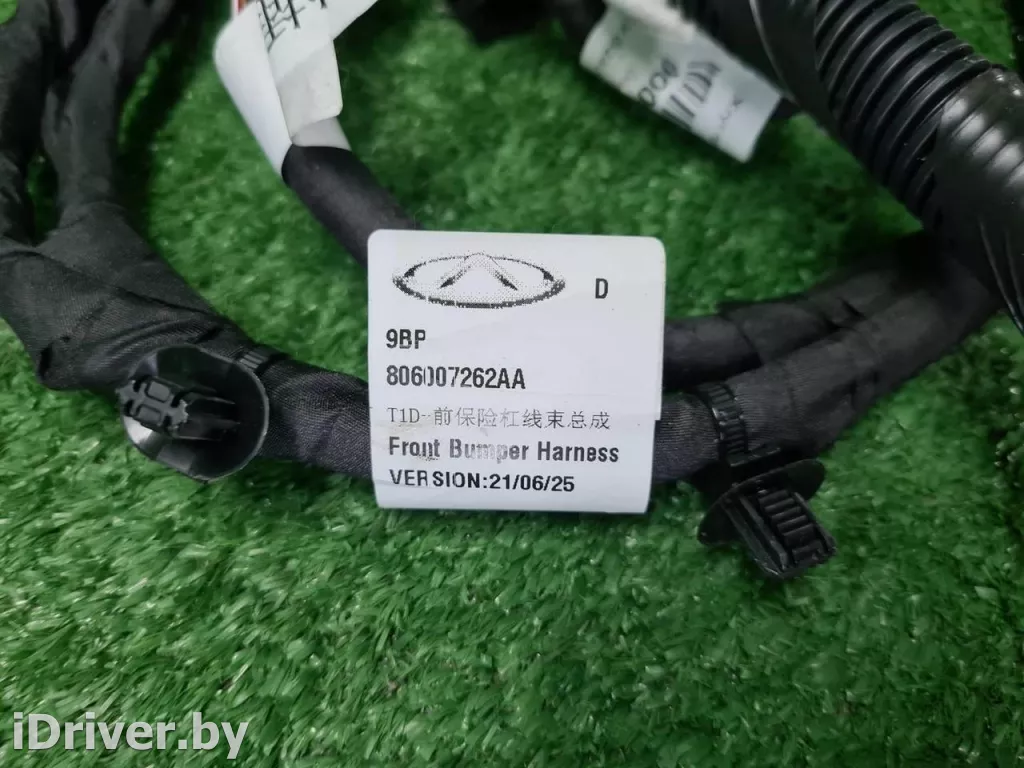 D
9BP
806007262AA
T1D-前保险杠线束总成
Front Bumper Harness
VERSION:21/06/25
iDriver.by